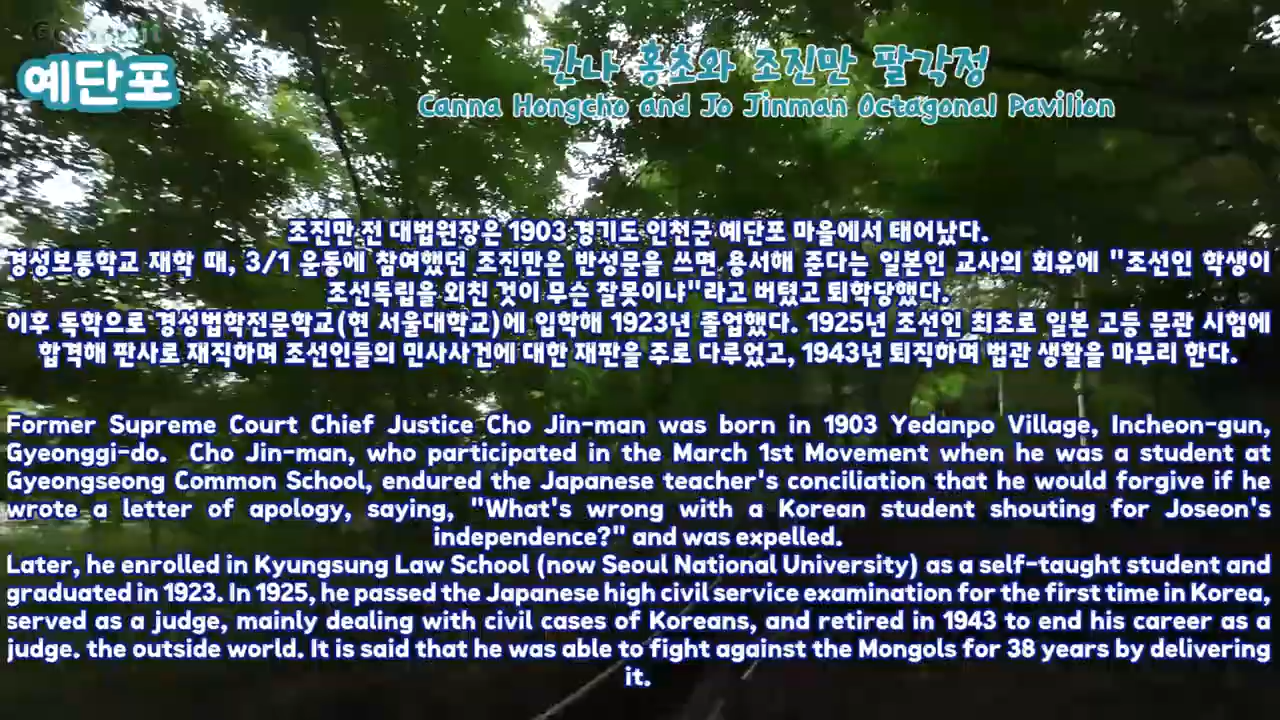 예단포
칸나 홍초와 조진만 팔각정
Canna Hongcho and Jo Jinman Octagonal Pavilion
조진만 전 대법원장은 1903 경기도 인천군 예단포 마을에서 태어났다.
경성보통학교 재학 때, 3/1 운동에 참여했던 조진만은 반성문을 쓰면 용서해 준다는 일본인 교사의 회유에 "조선인 학생이
조선독립을 외친 것이 무슨 잘못이냐"라고 버텼고 퇴학당했다.
이후 독학으로 경성법학전문학교(현 서울대학교)에 입학해 1923년 졸업했다. 1925년 조선인 최초로 일본 고등 문관 시험에
합격해 판사로 재직하며 조선인들의 민사사건에 대한 재판을 주로 다루었고, 1943년 퇴직하며 법관 생활을 마무리 한다.
Former Supreme Court Chief Justice Cho Jin-man was born in 1903 Yedanpo Village, Incheon-gun,
Gyeonggi-do. Cho Jin-man, who participated in the March 1st Movement when he was a student at
Gyeongseong Common School, endured the Japanese teacher's conciliation that he would forgive if he
wrote a letter of apology, saying, "What's wrong with a Korean student shouting for Joseon's
independence?" and was expelled.
Later, he enrolled in Kyungsung Law School (now Seoul National University) as a self-taught student and
graduated in 1923. In 1925, he passed the Japanese high civil service examination for the first time in Korea,
served as a judge, mainly dealing with civil cases of Koreans, and retired in 1943 to end his career as a
judge. the outside world. It is said that he was able to fight against the Mongols for 38 years by delivering
it.